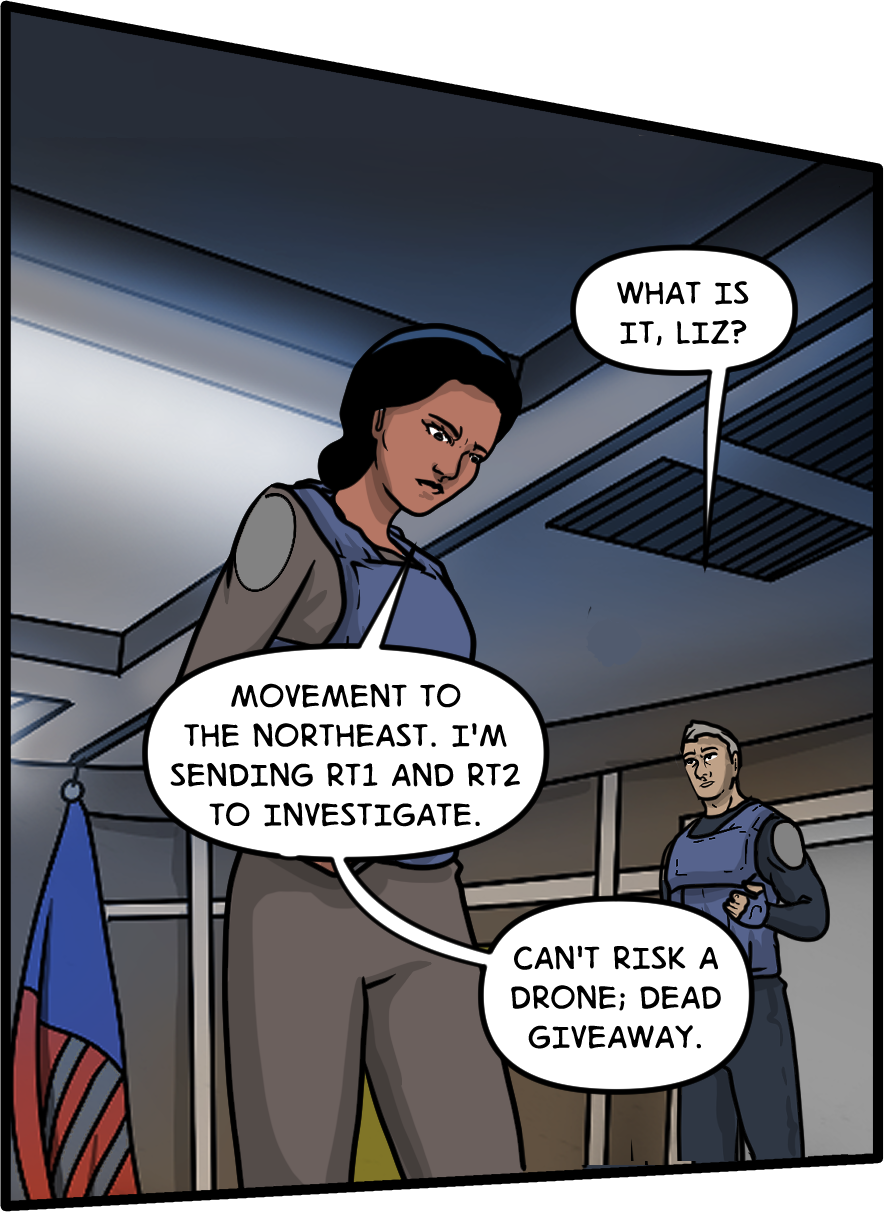 WHAT IS
IT, LIZ?
MOVEMENT TO
THE NORTHEAST. I'M
SENDING RT1 AND RT2
TO INVESTIGATE.
CAN'T RISK A
DRONE; DEAD
GIVEAWAY.